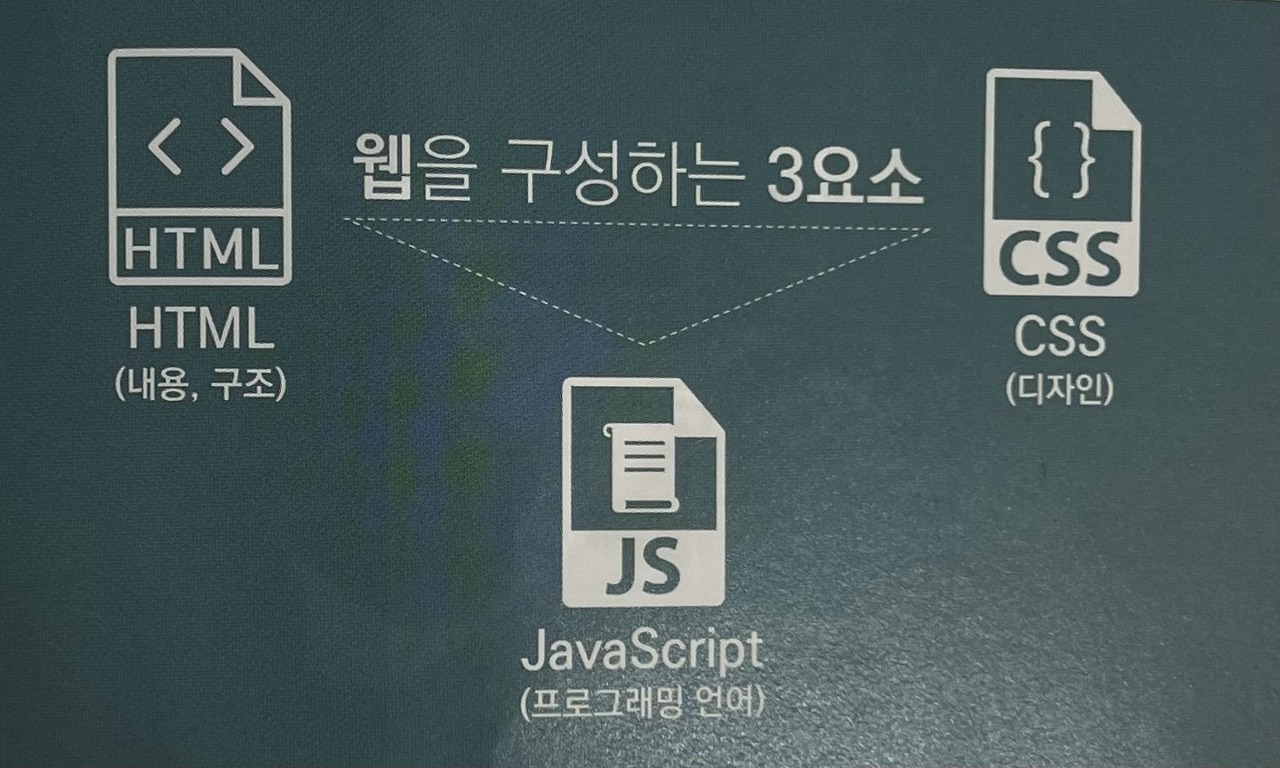 웹을 구성하는 3요소
< >
HTML
HTML
(내용, 구조)
{ }
CSS
CSS
(디자인)
JS
JavaScript
(프로그래밍 언어)